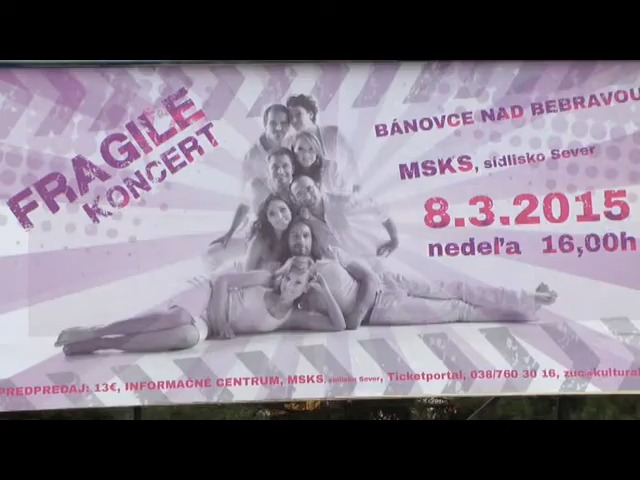 FRAGILE
KONCERT
BÁNOVCE NAD BEBRAVOU
MSKS, sídlisko Sever
8.3.2015
nedeľa 16,00h
PREDPREDAJ: 13€, INFORMAČNÉ CENTRUM, MSKS, sídlisko Sever, Ticketportal, 038/760 30 16,